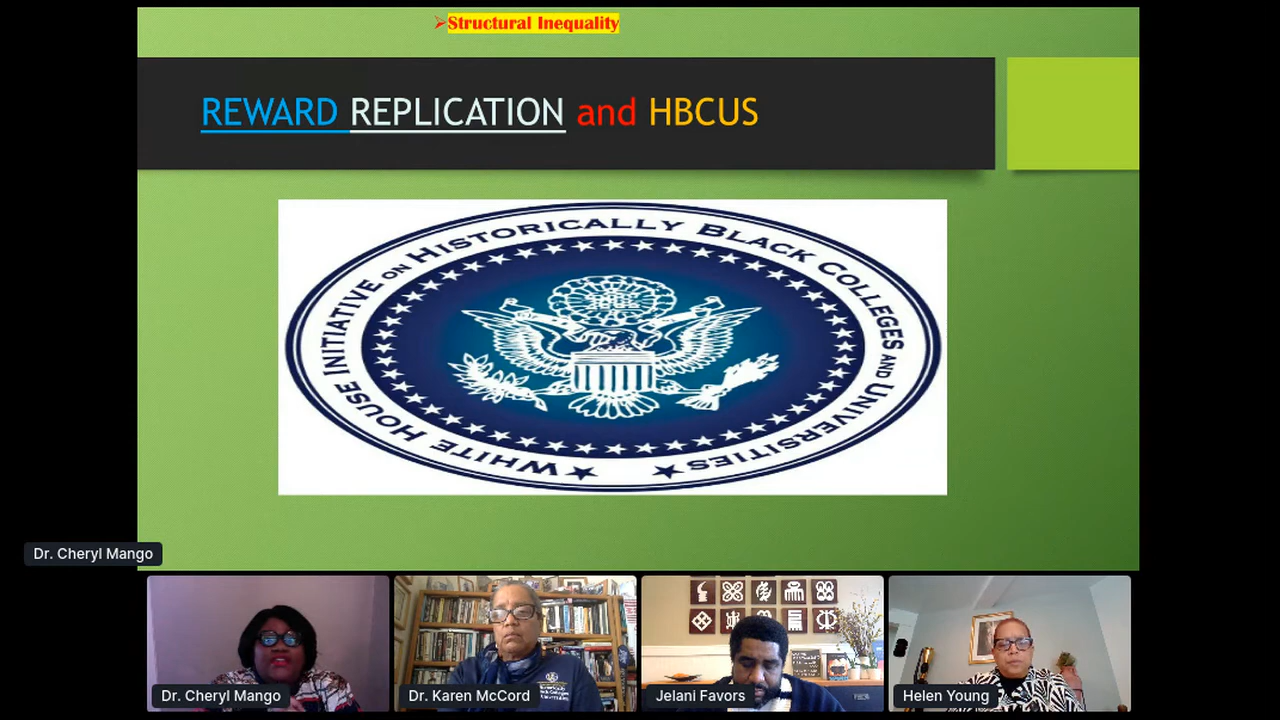 ➢Structural Inequality
REWARD REPLICATION and HBCUS
WHITE HOUSE INITIATIVE ON HISTORICALLY BLACK COLLEGES AND UNIVERSITIES
Dr. Cheryl Mango
Dr. Cheryl Mango
Dr. Karen McCord
Jelani Favors
Helen Young